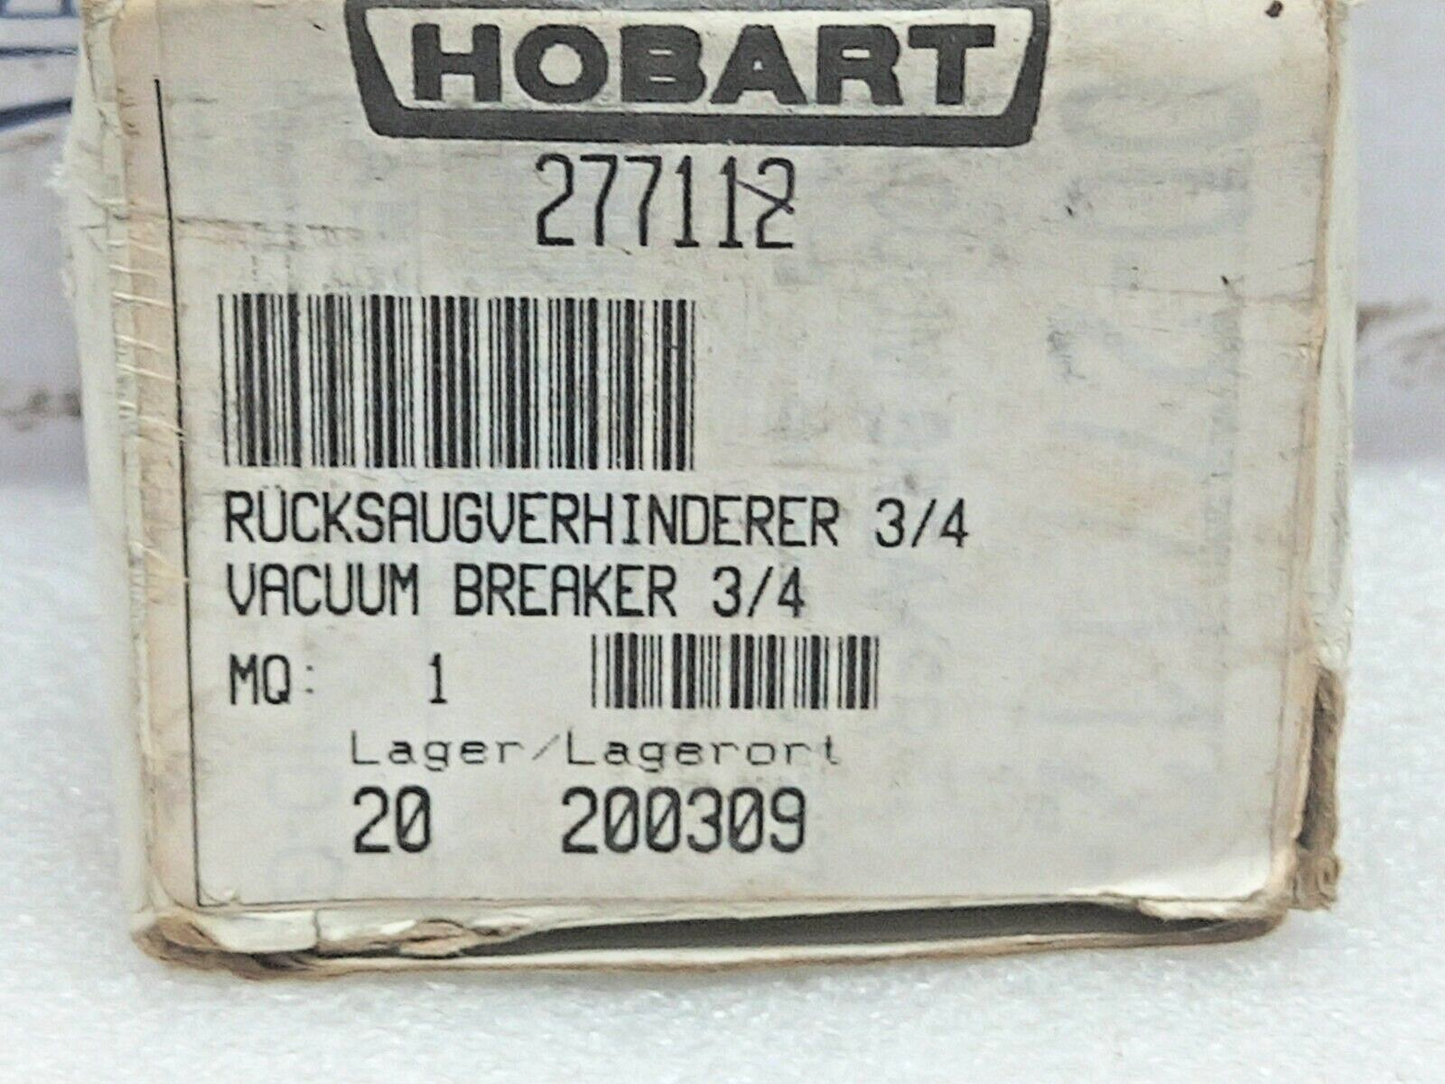 HOBART
277112
RÜCKSAUGVERHINDERER 3/4
VACUUM BREAKER 3/4
MQ: 1
Lager/Lagerort
20 200309